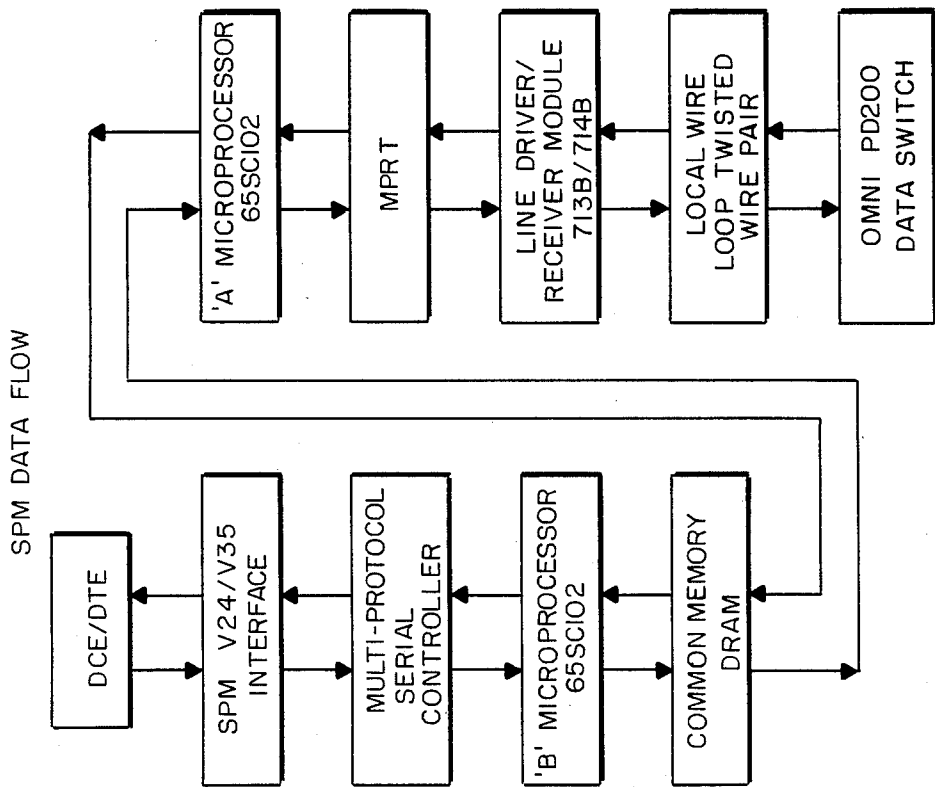 SPM DATA FLOW
DCE/DTE
SPM V24/V35
INTERFACE
MULTI-PROTOCOL
SERIAL
CONTROLLER
'B' MICROPROCESSOR
65SC102
COMMON MEMORY
DRAM
'A' MICROPROCESSOR
65SC102
MPRT
LINE DRIVER/
RECEIVER MODULE
713B/714B
LOCAL WIRE
LOOP TWISTED
WIRE PAIR
OMNI PD200
DATA SWITCH